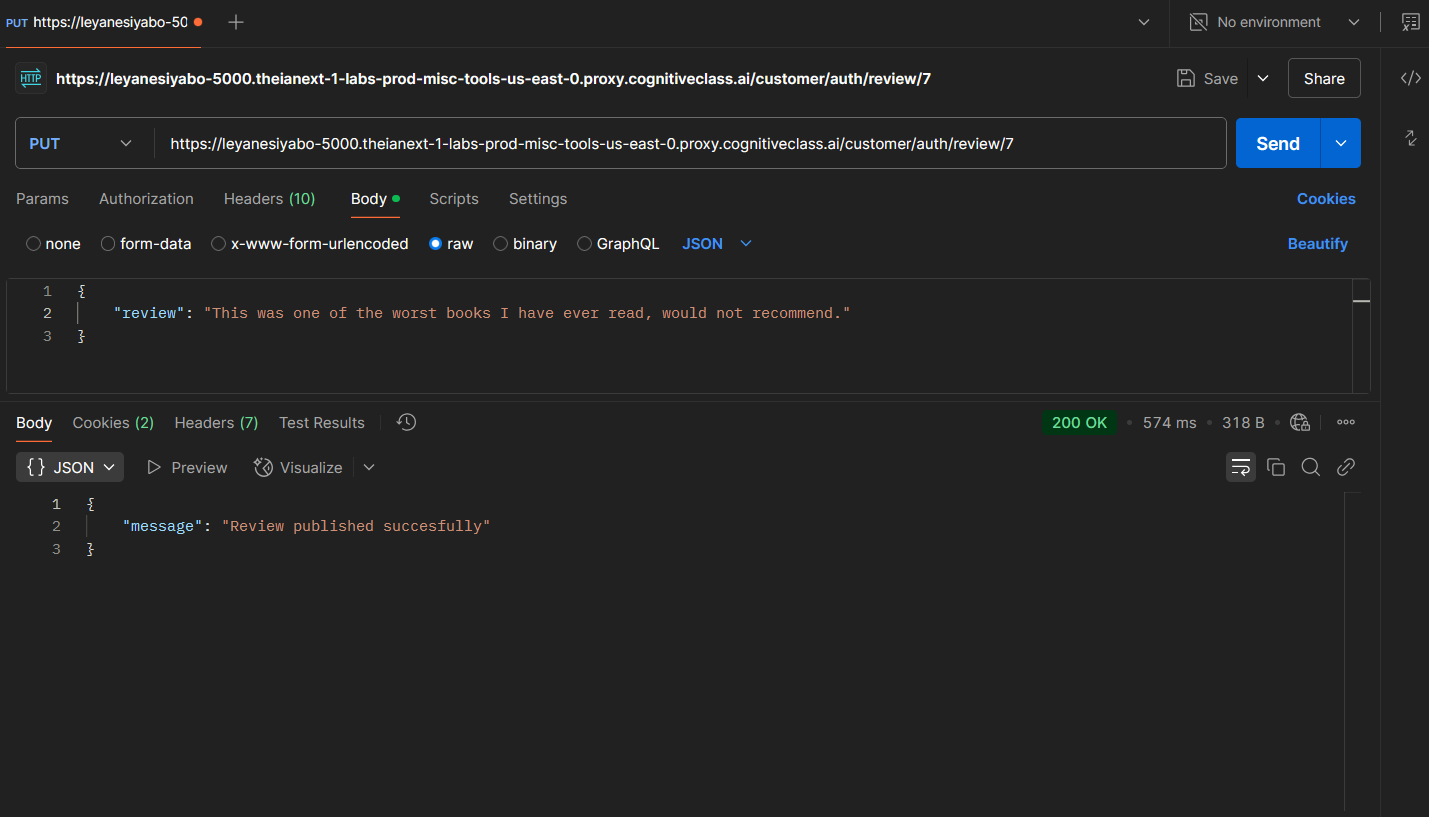 PUT https://leyanesiyabo-50
No environment
HTTP https://leyanesiyabo-5000.theianext-1-labs-prod-misc-tools-us-east-0.proxy.cognitiveclass.ai/customer/auth/review/7
Save
Share
PUT
https://leyanesiyabo-5000.theianext-1-labs-prod-misc-tools-us-east-0.proxy.cognitiveclass.ai/customer/auth/review/7
Send
Params Authorization Headers (10) Body Scripts Settings Cookies
none form-data x-www-form-urlencoded raw binary GraphQL JSON Beautify
1 {
2 "review": "This was one of the worst books I have ever read, would not recommend."
3 }
Body Cookies (2) Headers (7) Test Results 200 OK • 574 ms • 318 B •
{} JSON Preview Visualize
1 {
2 "message": "Review published succesfully"
3 }